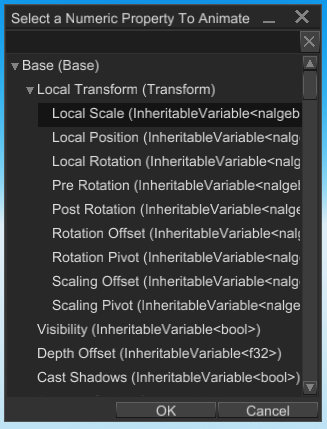 Select a Numeric Property To Animate
Base (Base)
Local Transform (Transform)
Local Scale (InheritableVariable<nalgeb
Local Position (InheritableVariable<nalg
Local Rotation (InheritableVariable<nalg
Pre Rotation (InheritableVariable<nalgel
Post Rotation (InheritableVariable<nalge
Rotation Offset (InheritableVariable<nalg
Rotation Pivot (InheritableVariable<nalg
Scaling Offset (InheritableVariable<nalg
Scaling Pivot (InheritableVariable<nalge
Visibility (InheritableVariable<bool>)
Depth Offset (InheritableVariable<f32>)
Cast Shadows (InheritableVariable<bool>)
OK Cancel